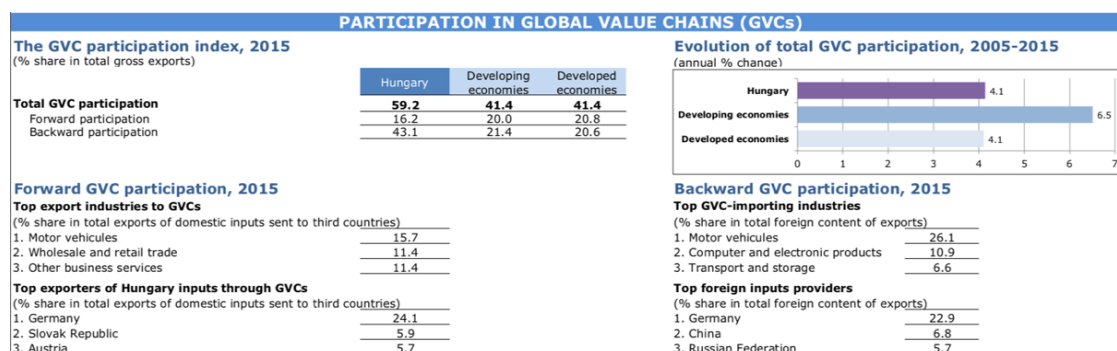 PARTICIPATION IN GLOBAL VALUE CHAINS (GVCs)
The GVC participation index, 2015
(% share in total gross exports)
Hungary Developing economies Developed economies
Total GVC participation 59.2 41.4 41.4
Forward participation 16.2 20.0 20.8
Backward participation 43.1 21.4 20.6
Evolution of total GVC participation, 2005-2015
(annual % change)
Hungary 4.1
Developing economies 6.5
Developed economies 4.1
0 1 2 3 4 5 6 7
Forward GVC participation, 2015
Top export industries to GVCs
(% share in total exports of domestic inputs sent to third countries)
1. Motor vehicules 15.7
2. Wholesale and retail trade 11.4
3. Other business services 11.4
Top exporters of Hungary inputs through GVCs
(% share in total exports of domestic inputs sent to third countries)
1. Germany 24.1
2. Slovak Republic 5.9
3. Austria 5.7
Backward GVC participation, 2015
Top GVC-importing industries
(% share in total foreign content of exports)
1. Motor vehicules 26.1
2. Computer and electronic products 10.9
3. Transport and storage 6.6
Top foreign inputs providers
(% share in total foreign content of exports)
1. Germany 22.9
2. China 6.8
3. Russian Federation 5.7